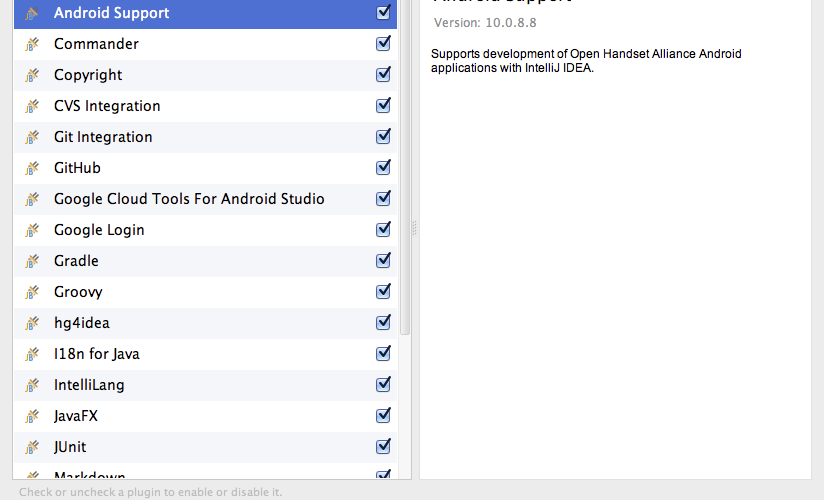 Android Support
Commander
Copyright
CVS Integration
Git Integration
GitHub
Google Cloud Tools For Android Studio
Google Login
Gradle
Groovy
hg4idea
I18n for Java
IntelliLang
JavaFX
JUnit
Markdown
Check or uncheck a plugin to enable or disable it.
Android Support
Version: 10.0.8.8
Supports development of Open Handset Alliance Android
applications with IntelliJ IDEA.